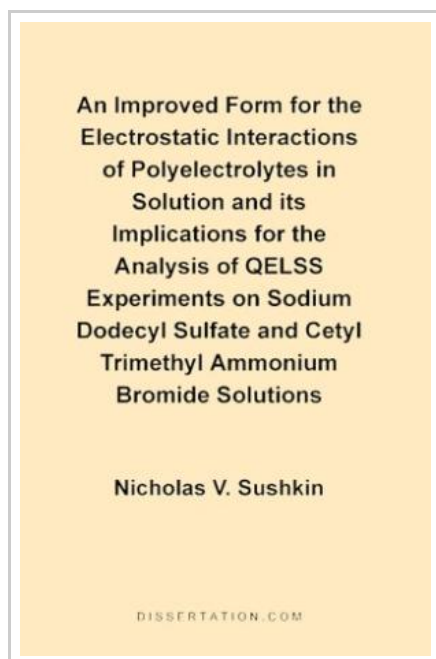 An Improved Form for the
Electrostatic Interactions
of Polyelectrolytes in
Solution and its
Implications for the
Analysis of QELSS
Experiments on Sodium
Dodecyl Sulfate and Cetyl
Trimethyl Ammonium
Bromide Solutions
Nicholas V. Sushkin
DISSERTATION.COM